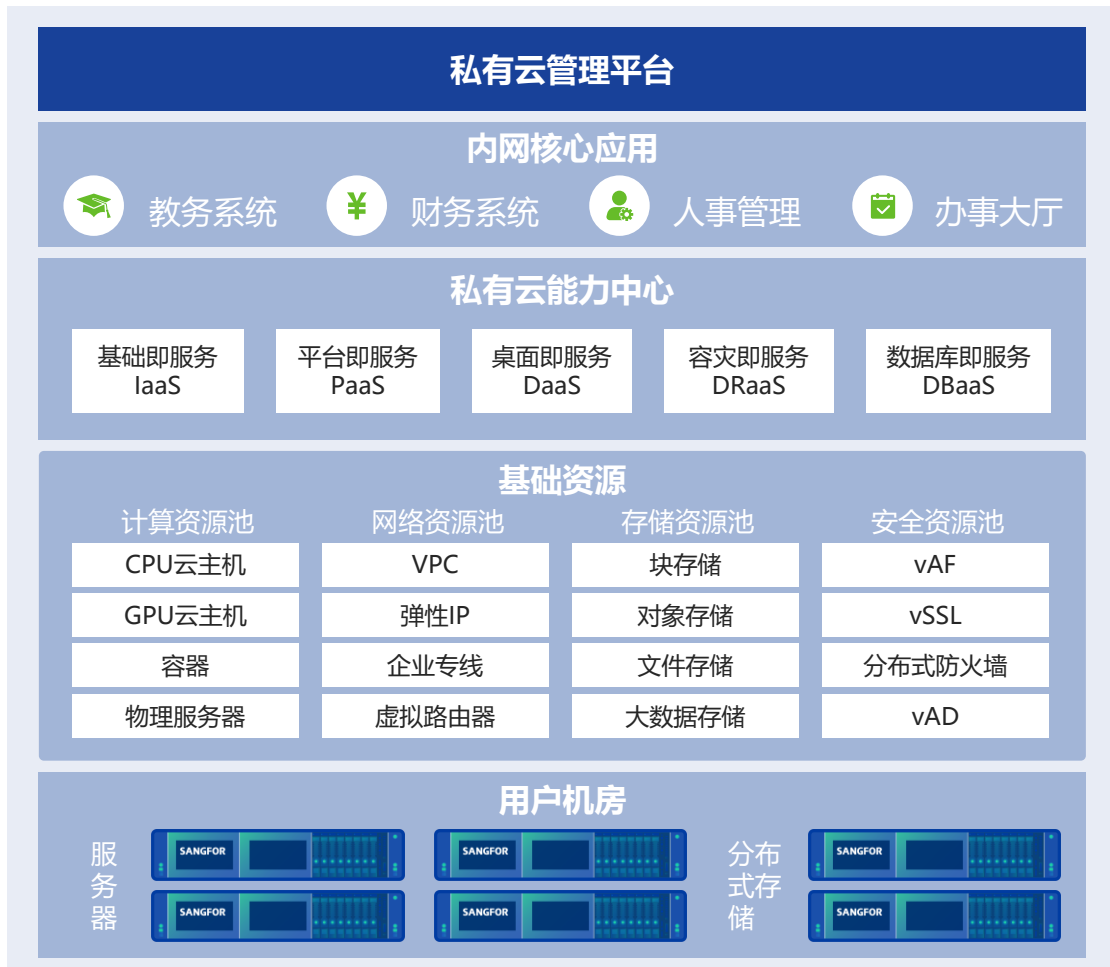 私有云管理平台
内网核心应用
教务系统 财务系统 人事管理 办事大厅
私有云能力中心
基础即服务 平台即服务 桌面即服务 容灾即服务 数据库即服务
IaaS PaaS DaaS DRaaS DBaaS
基础资源
计算资源池 网络资源池 存储资源池 安全资源池
CPU云主机 VPC 块存储 vAF
GPU云主机 弹性IP 对象存储 vSSL
容器 企业专线 文件存储 分布式防火墙
物理服务器 虚拟路由器 大数据存储 vAD
用户机房
服务器
SANGFOR SANGFOR
SANGFOR SANGFOR
分布
式存
储
SANGFOR
SANGFOR